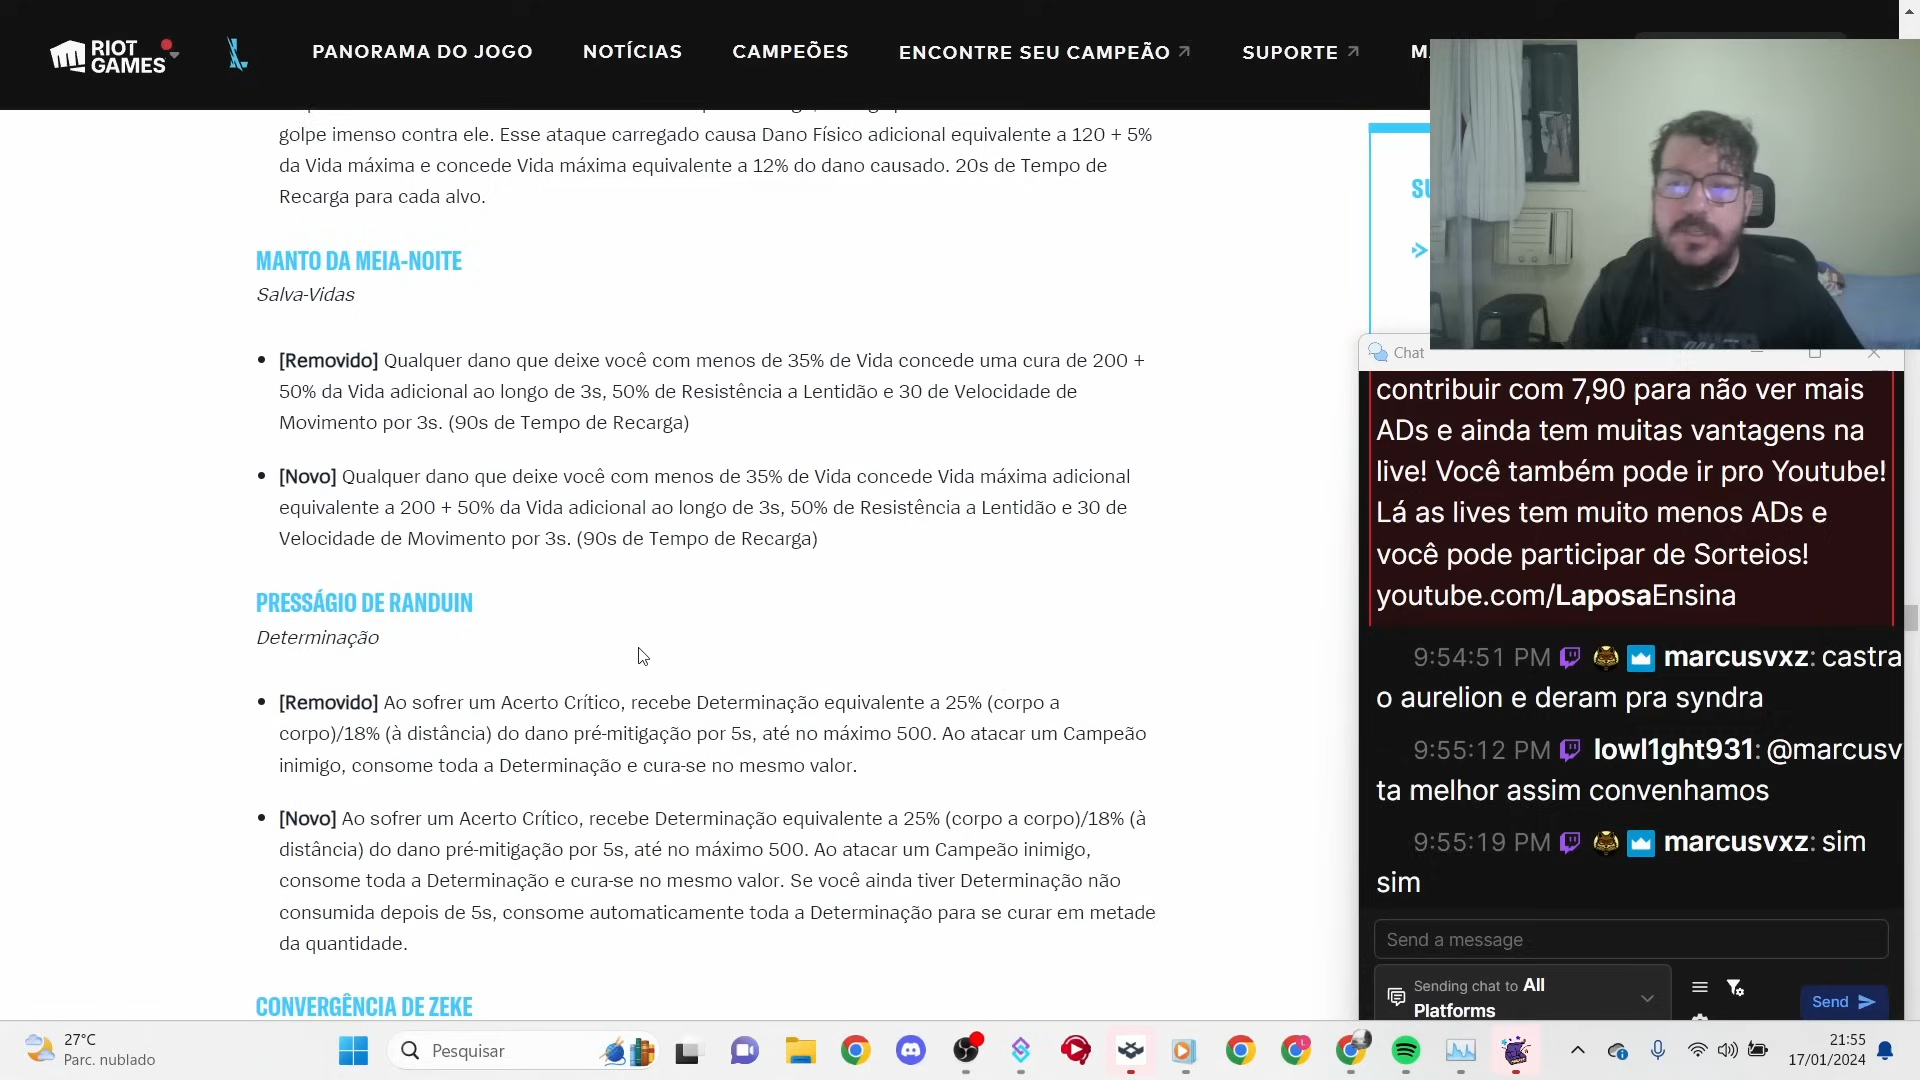 RIOT
GAMES
PANORAMA DO JOGO
NOTÍCIAS
CAMPEÕES
ENCONTRE SEU CAMPEÃO
SUPORTE
golpe imenso contra ele. Esse ataque carregado causa Dano Físico adicional equivalente a 120 + 5%
da Vida máxima e concede Vida máxima equivalente a 12% do dano causado. 20s de Tempo de
Recarga para cada alvo.
MANTO DA MEIA-NOITE
Salva-Vidas
[Removido] Qualquer dano que deixe você com menos de 35% de Vida concede uma cura de 200 +
50% da Vida adicional ao longo de 3s, 50% de Resistência a Lentidão e 30 de Velocidade de
Movimento por 3s. (90s de Tempo de Recarga)
[Novo] Qualquer dano que deixe você com menos de 35% de Vida concede Vida máxima adicional
equivalente a 200 + 50% da Vida adicional ao longo de 3s, 50% de Resistência a Lentidão e 30 de
Velocidade de Movimento por 3s. (90s de Tempo de Recarga)
PRESSÁGIO DE RANDUIN
Determinação
[Removido] Ao sofrer um Acerto Crítico, recebe Determinação equivalente a 25% (corpo a
corpo)/18% (à distância) do dano pré-mitigação por 5s, até no máximo 500. Ao atacar um Campeão
inimigo, consome toda a Determinação e cura-se no mesmo valor.
[Novo] Ao sofrer um Acerto Crítico, recebe Determinação equivalente a 25% (corpo a corpo)/18% (à
distância) do dano pré-mitigação por 5s, até no máximo 500. Ao atacar um Campeão inimigo,
consome toda a Determinação e cura-se no mesmo valor. Se você ainda tiver Determinação não
consumida depois de 5s, consome automaticamente toda a Determinação para se curar em metade
da quantidade.
CONVERGÊNCIA DE ZEKE
Chat
contribuir com 7,90 para não ver mais
ADs e ainda tem muitas vantagens na
live! Você também pode ir pro Youtube!
Lá as lives tem muito menos ADs e
você pode participar de Sorteios!
youtube.com/LaposaEnsina
9:54:51 PM marcusvxz: castra
o aurelion e deram pra syndra
9:55:12 PM lowl1ght931: @marcusv
ta melhor assim convenhamos
9:55:19 PM marcusvxz: sim
sim
Send a message
Sending chat to All
Platforms
Send
27°C
Parc. nublado
Pesquisar
21:55
17/01/2024